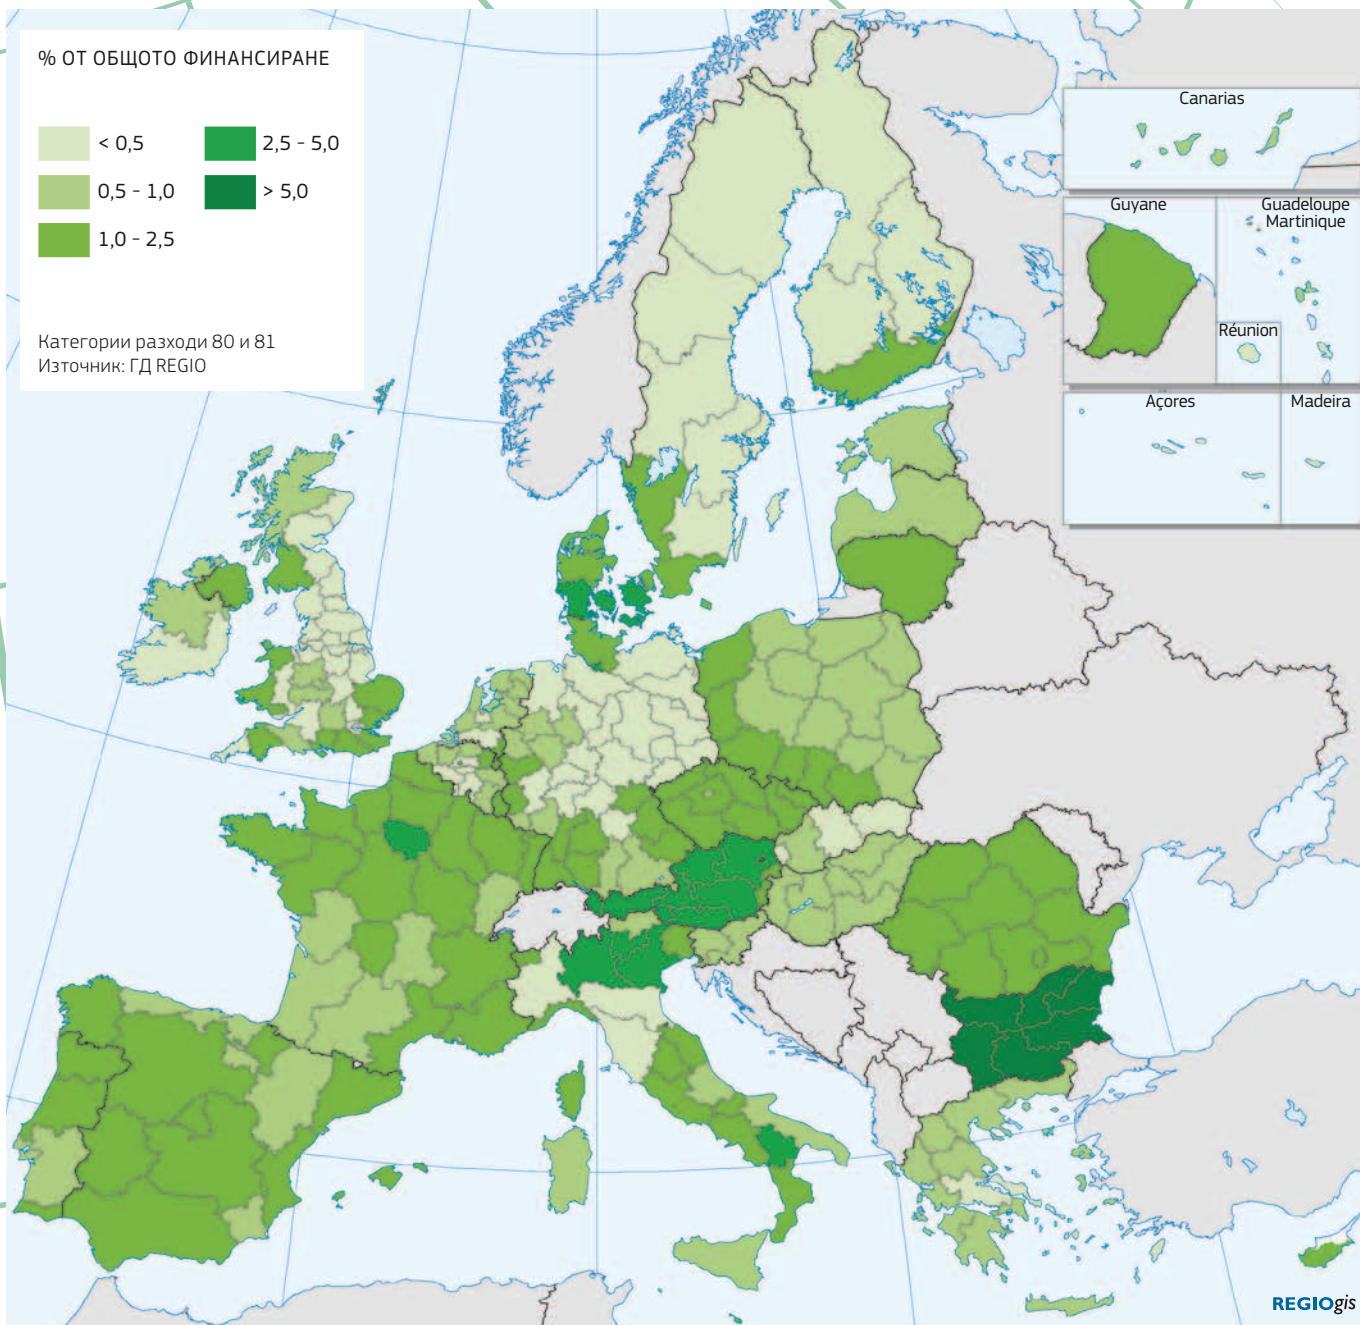 % ОТ ОБЩОТО ФИНАНСИРАНЕ
< 0,5
0,5 - 1,0
1,0 - 2,5
2,5 - 5,0
> 5,0
Категории разходи 80 и 81
Източник: ГД REGIO
Canarias
Guyane
Guadeloupe
Martinique
Réunion
Açores
Madeira
REGIOgis